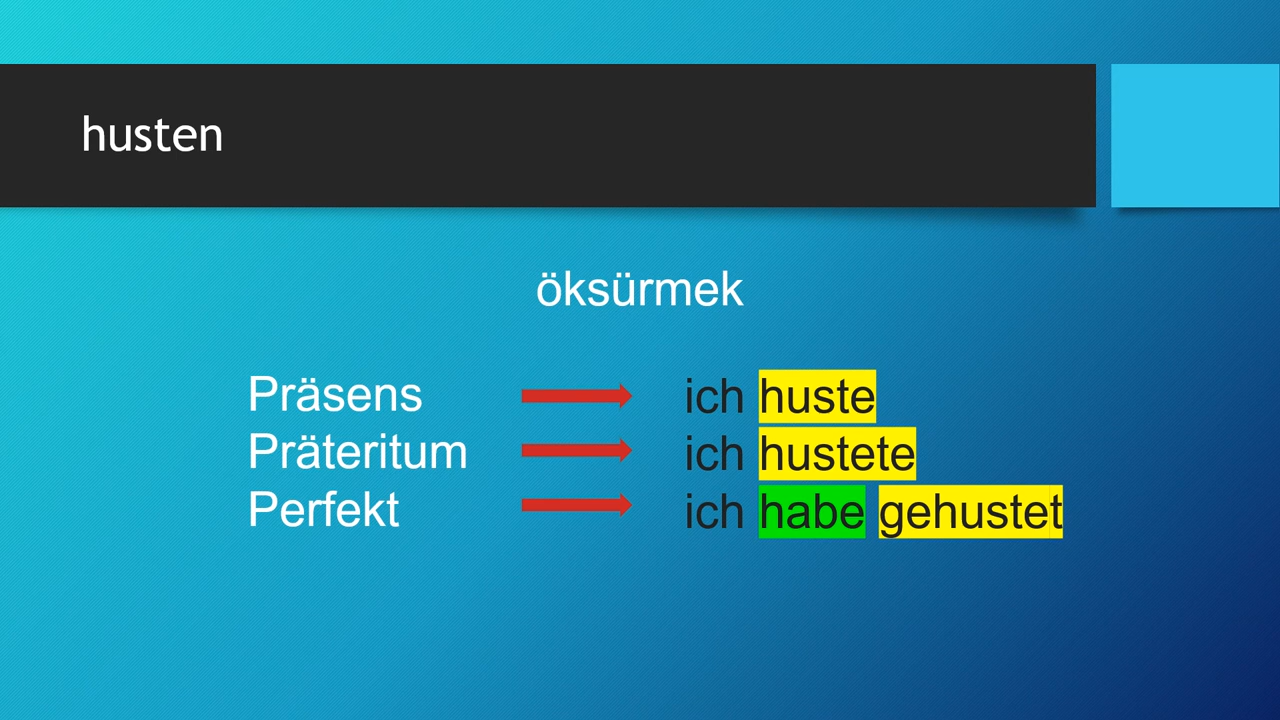 husten
öksürmek
Präsens ich huste
Präteritum ich hustete
Perfekt ich habe gehustet